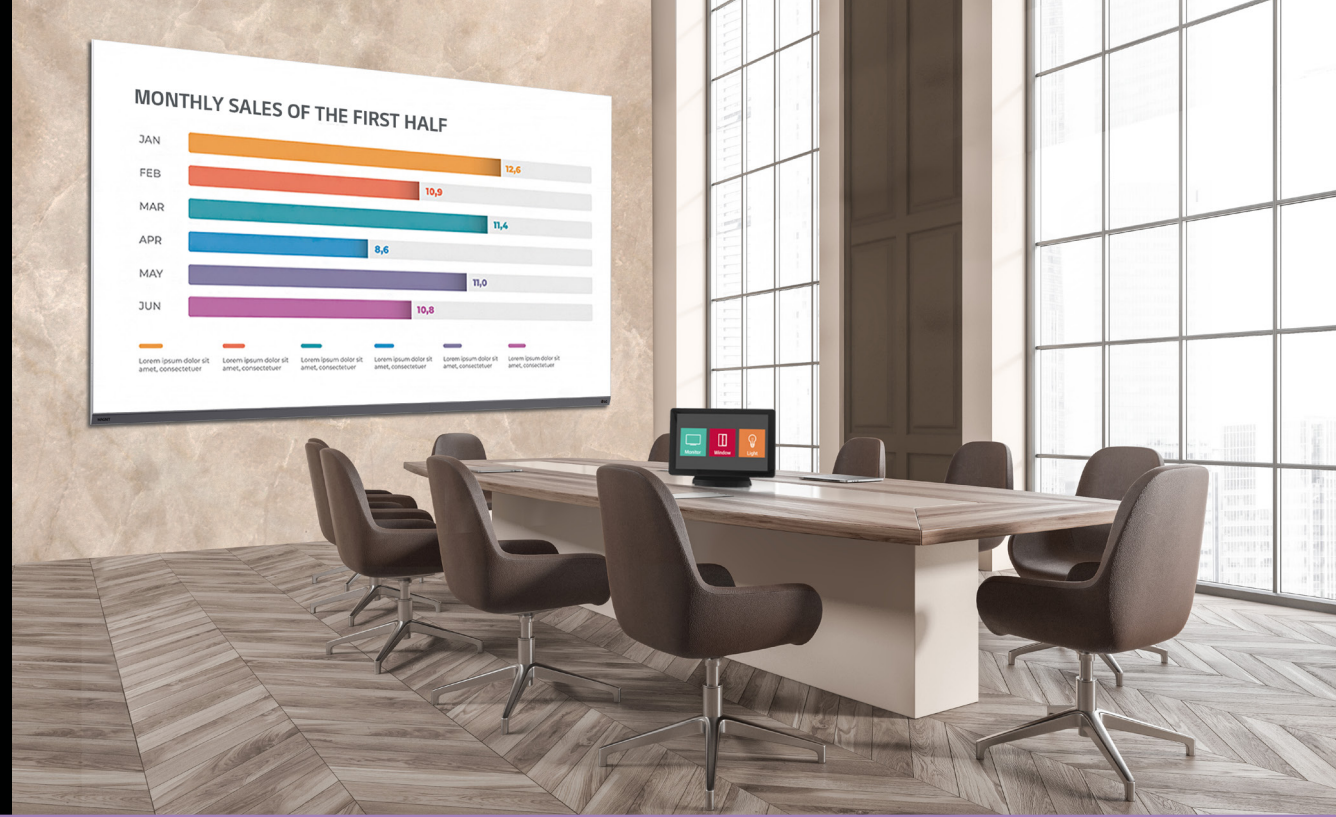 MONTHLY SALES OF THE FIRST HALF
JAN
12,6
FEB
10,9
MAR
11,4
APR
8,6
MAY
11,0
JUN
10,8
Lorem ipsum dolor sit
amet, consectetuer
Lorem ipsum dolor sit
amet, consectetuer
Lorem ipsum dolor sit
amet, consectetuer
Lorem ipsum dolor sit
amet, consectetuer
Lorem ipsum dolor sit
amet, consectetuer
Lorem ipsum dolor sit
amet, consectetuer
Monitor
Window
Light